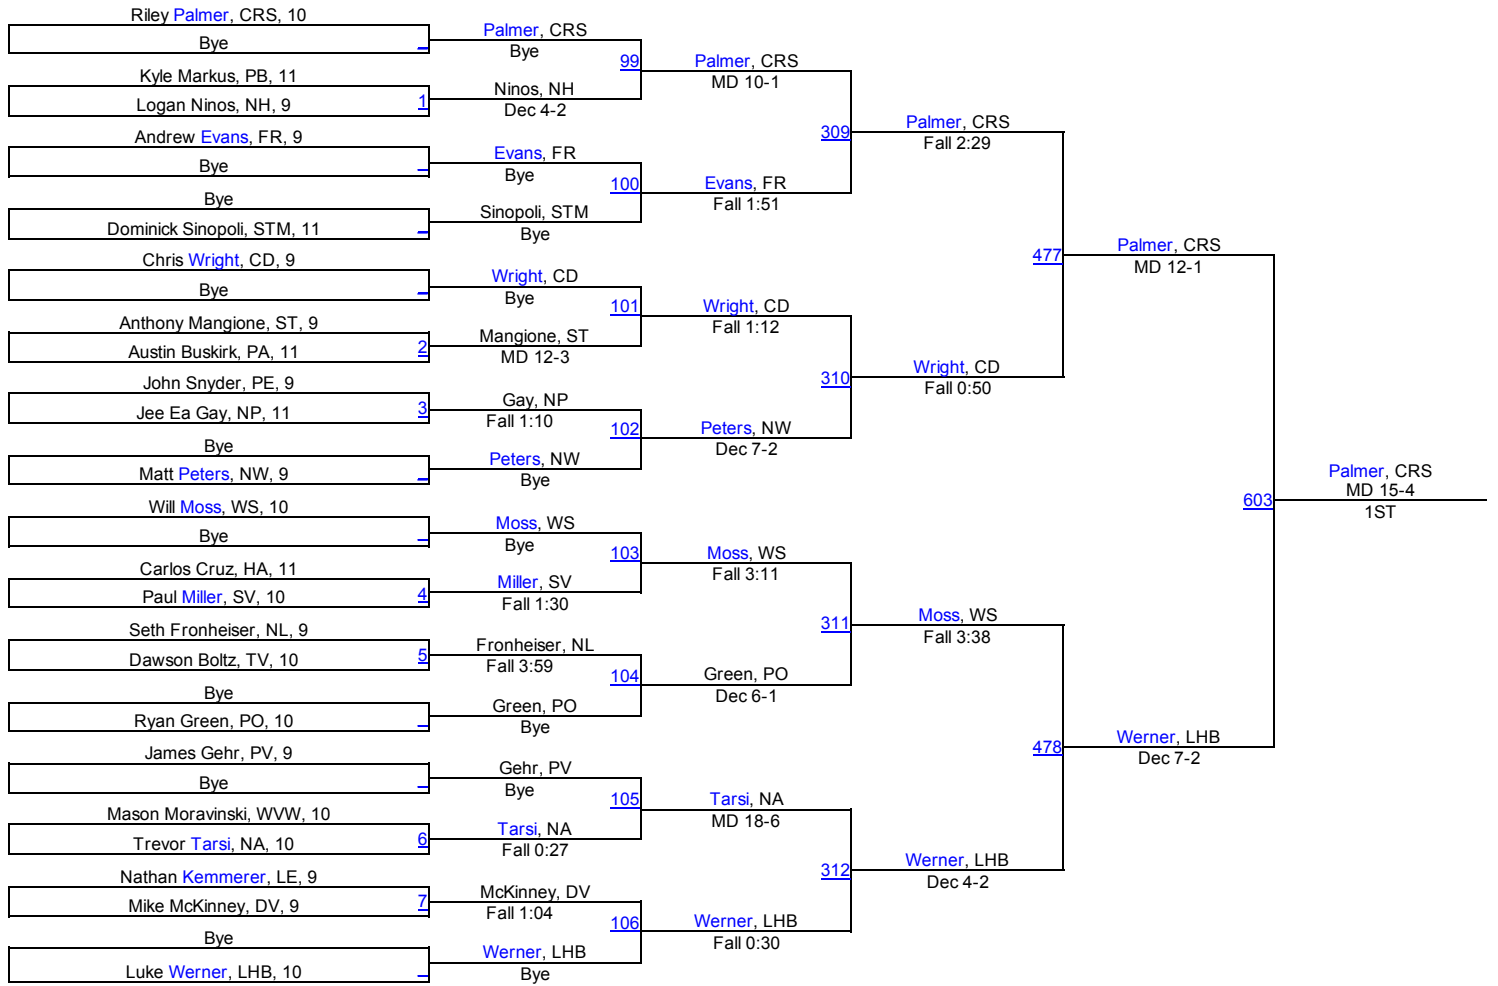 Riley Palmer, CRS, 10
Bye
Kyle Markus, PB, 11
Logan Ninos, NH, 9
1
Andrew Evans, FR, 9
Bye
Bye
Dominick Sinopoli, STM, 11
Chris Wright, CD, 9
Bye
Anthony Mangione, ST, 9
Austin Buskirk, PA, 11
2
John Snyder, PE, 9
Jee Ea Gay, NP, 11
3
Bye
Matt Peters, NW, 9
Will Moss, WS, 10
Bye
Carlos Cruz, HA, 11
Paul Miller, SV, 10
4
Seth Fronheiser, NL, 9
Dawson Boltz, TV, 10
5
Bye
Ryan Green, PO, 10
James Gehr, PV, 9
Bye
Mason Moravinski, WVW, 10
Trevor Tarsi, NA, 10
6
Nathan Kemmerer, LE, 9
Mike McKinney, DV, 9
7
Bye
Luke Werner, LHB, 10
Palmer, CRS
Bye
99
Ninos, NH
Dec 4-2
Evans, FR
Bye
100
Sinopoli, STM
Bye
Wright, CD
Bye
101
Mangione, ST
MD 12-3
Gay, NP
Fall 1:10
102
Peters, NW
Bye
Moss, WS
Bye
103
Miller, SV
Fall 1:30
Fronheiser, NL
Fall 3:59
104
Green, PO
Bye
Gehr, PV
Bye
105
Tarsi, NA
Fall 0:27
McKinney, DV
Fall 1:04
106
Werner, LHB
Bye
Palmer, CRS
MD 10-1
309
Evans, FR
Fall 1:51
Wright, CD
Fall 1:12
310
Peters, NW
Dec 7-2
Moss, WS
Fall 3:11
311
Green, PO
Dec 6-1
Tarsi, NA
MD 18-6
312
Werner, LHB
Fall 0:30
Palmer, CRS
Fall 2:29
477
Wright, CD
Fall 0:50
Moss, WS
Fall 3:38
478
Werner, LHB
Dec 4-2
Palmer, CRS
MD 12-1
603
Werner, LHB
Dec 7-2
Palmer, CRS
MD 15-4
1ST